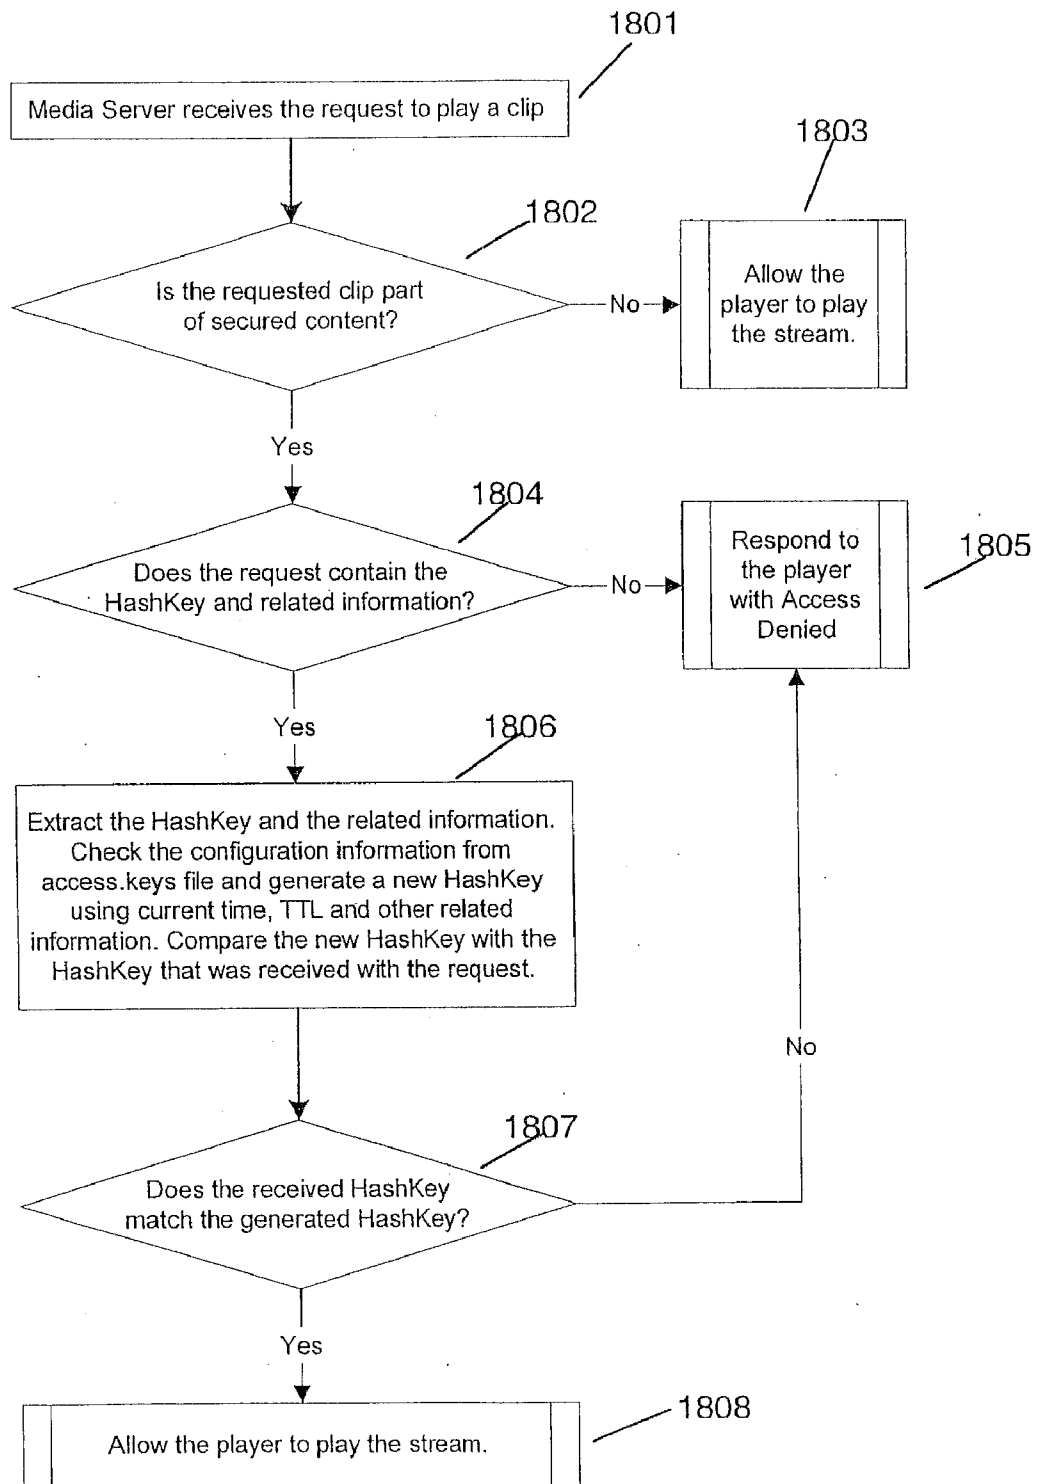 1801
Media Server receives the request to play a clip
1803
1802
Is the requested clip part
of secured content?
No
Allow the
player to play
the stream.
Yes
1804
Does the request contain the
HashKey and related information?
No
Respond to
the player
with Access
Denied
1805
Yes
1806
Extract the HashKey and the related information.
Check the configuration information from
access.keys file and generate a new HashKey
using current time, TTL and other related
information. Compare the new HashKey with the
HashKey that was received with the request.
No
1807
Does the received HashKey
match the generated HashKey?
Yes
1808
Allow the player to play the stream.